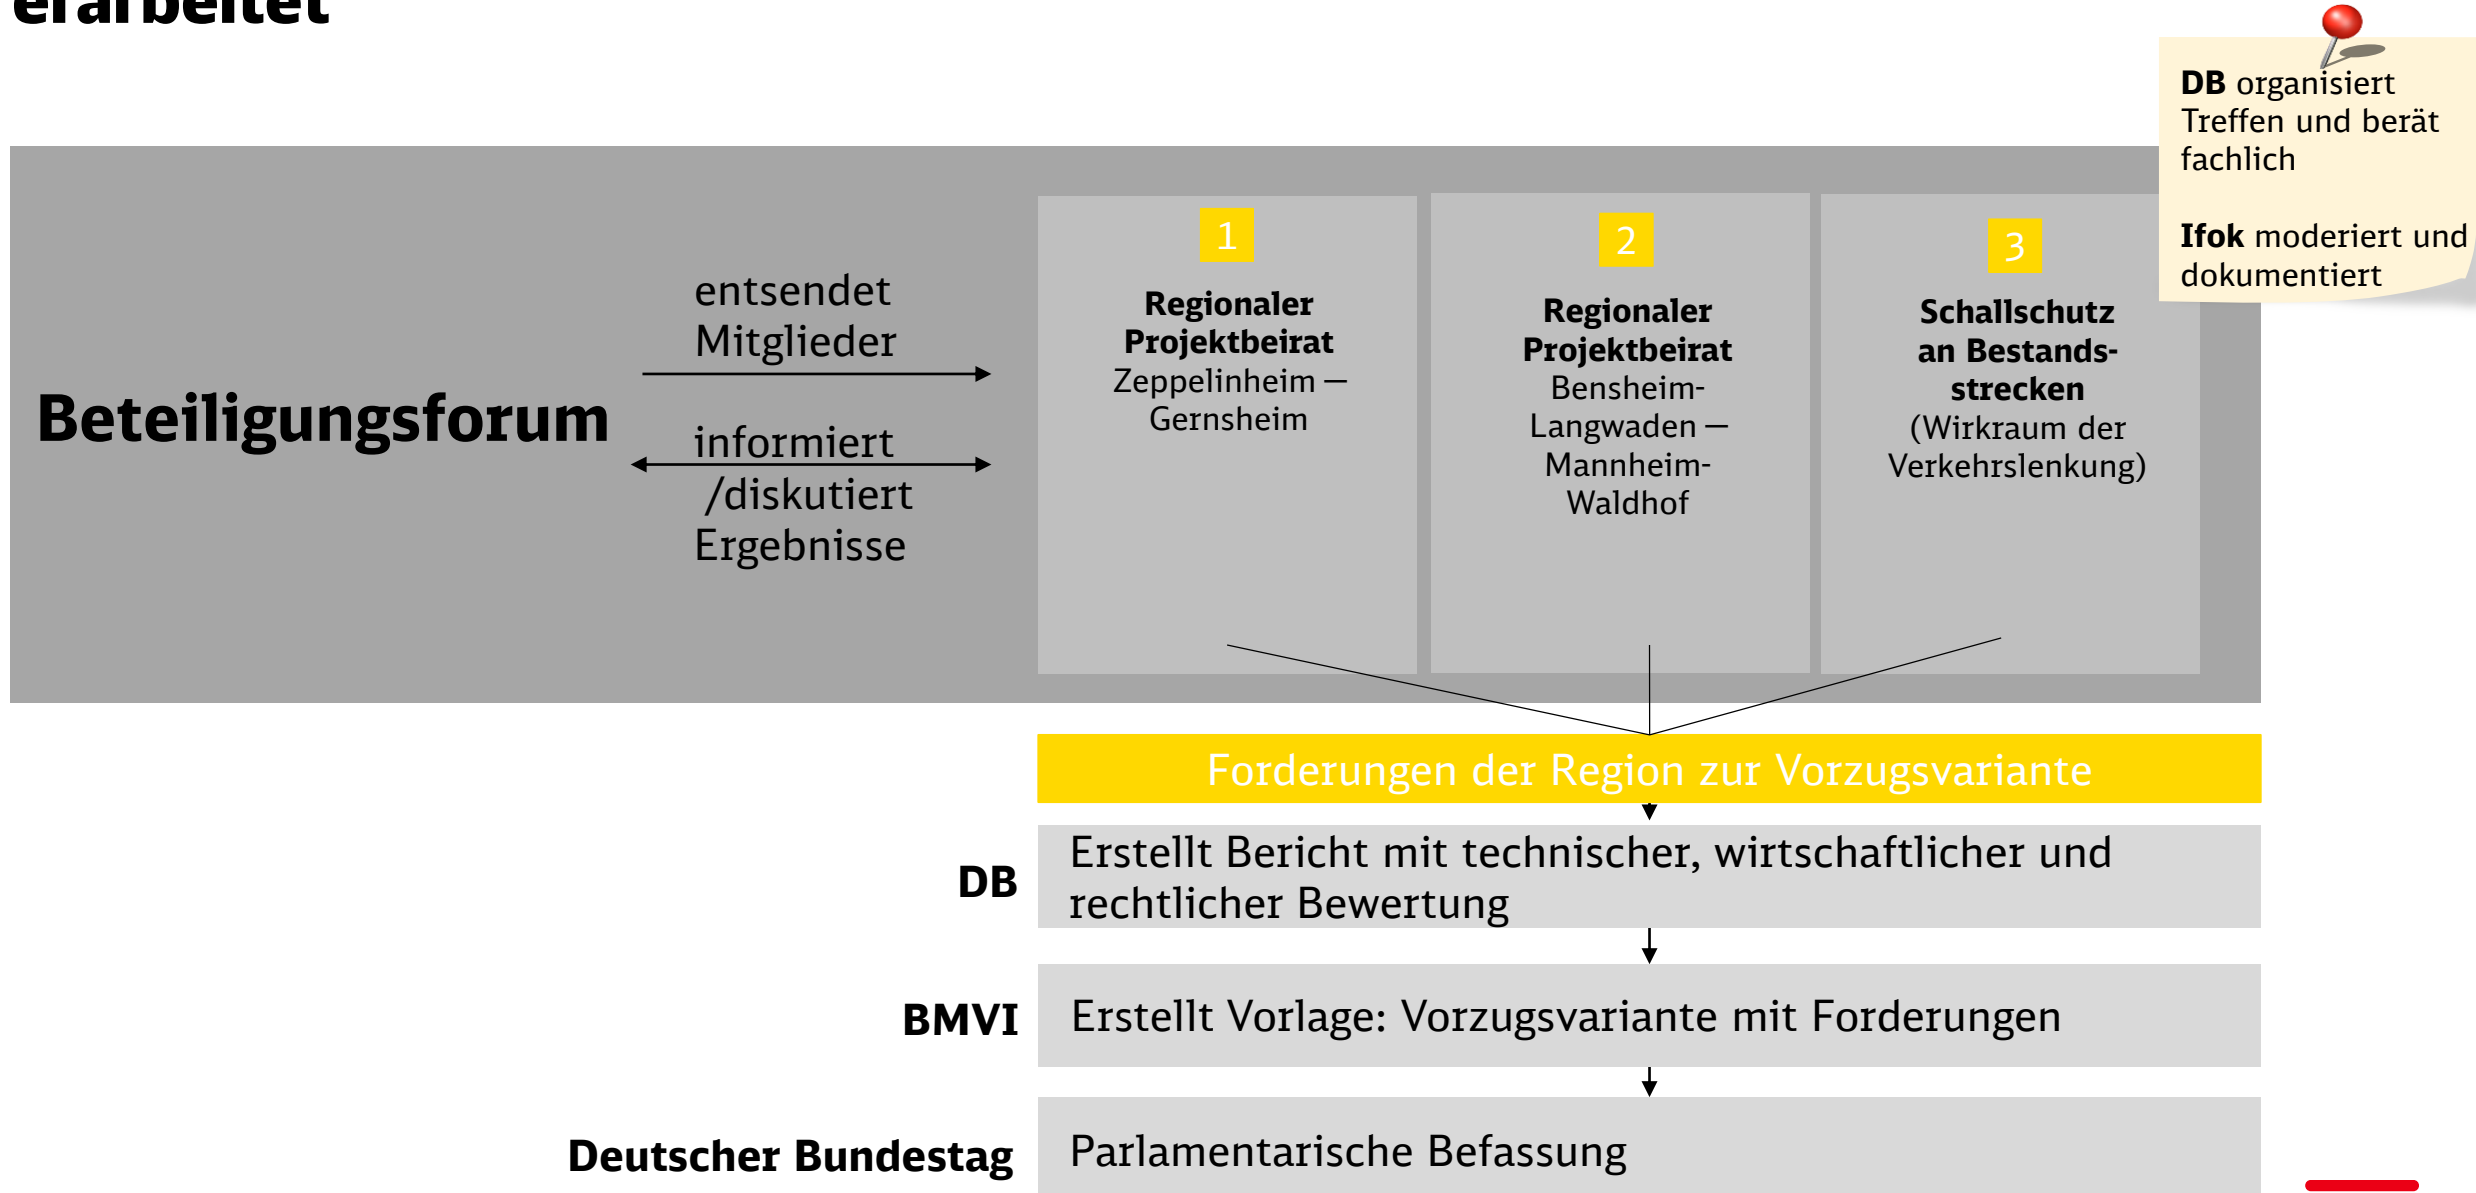 erarbeitet
DB organisiert
Treffen und berät
fachlich
Ifok moderiert und
dokumentiert
Beteiligungsforum
entsendet
Mitglieder
informiert
/diskutiert
Ergebnisse
1
Regionaler
Projektbeirat
Zeppelinheim –
Gernsheim
2
Regionaler
Projektbeirat
Bensheim-
Langwaden –
Mannheim-
Waldhof
3
Schallschutz
an Bestands-
strecken
(Wirkraum der
Verkehrslenkung)
Forderungen der Region zur Vorzugsvariante
DB
Erstellt Bericht mit technischer, wirtschaftlicher und
rechtlicher Bewertung
BMVI
Erstellt Vorlage: Vorzugsvariante mit Forderungen
Deutscher Bundestag
Parlamentarische Befassung